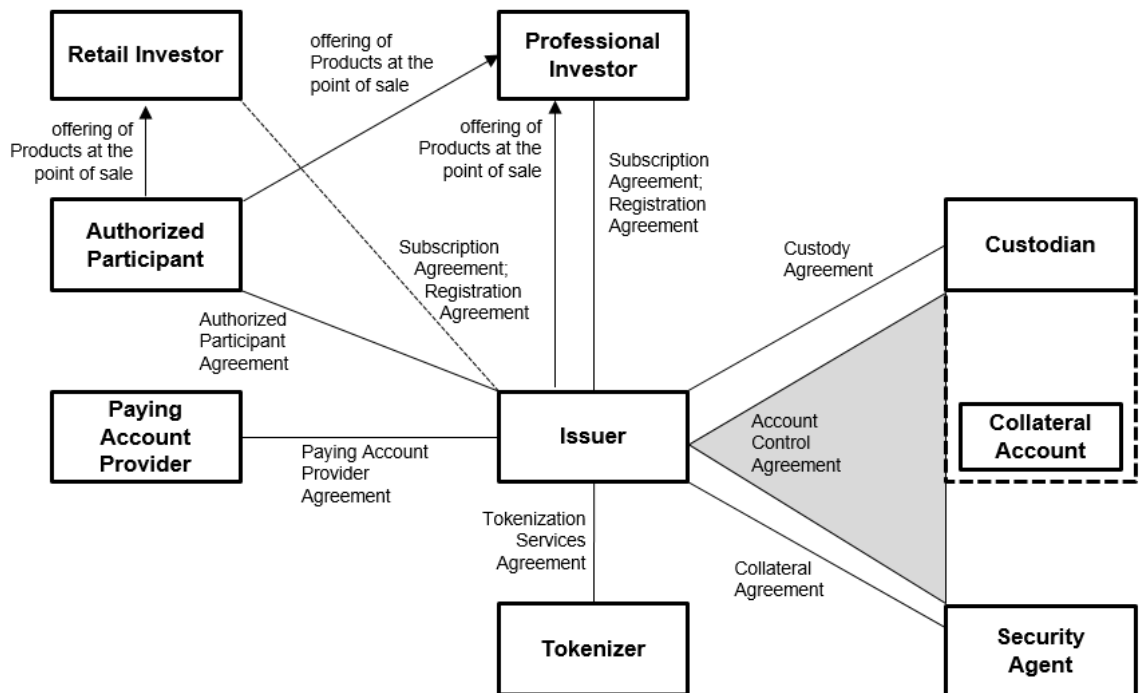 Retail Investor
offering of
Products at the
point of sale
Professional
Investor
offering of
Products at the
point of sale
offering of
Products at the
point of sale
Subscription
Agreement;
Registration
Agreement
Authorized
Participant
Custodian
Subscription
Agreement;
Registration
Agreement
Custody
Agreement
Authorized
Participant
Agreement
Paying
Account
Provider
Paying Account
Provider
Agreement
Issuer
Account
Control
Agreement
Collateral
Account
Tokenization
Services
Agreement
Collateral
Agreement
Tokenizer
Security
Agent